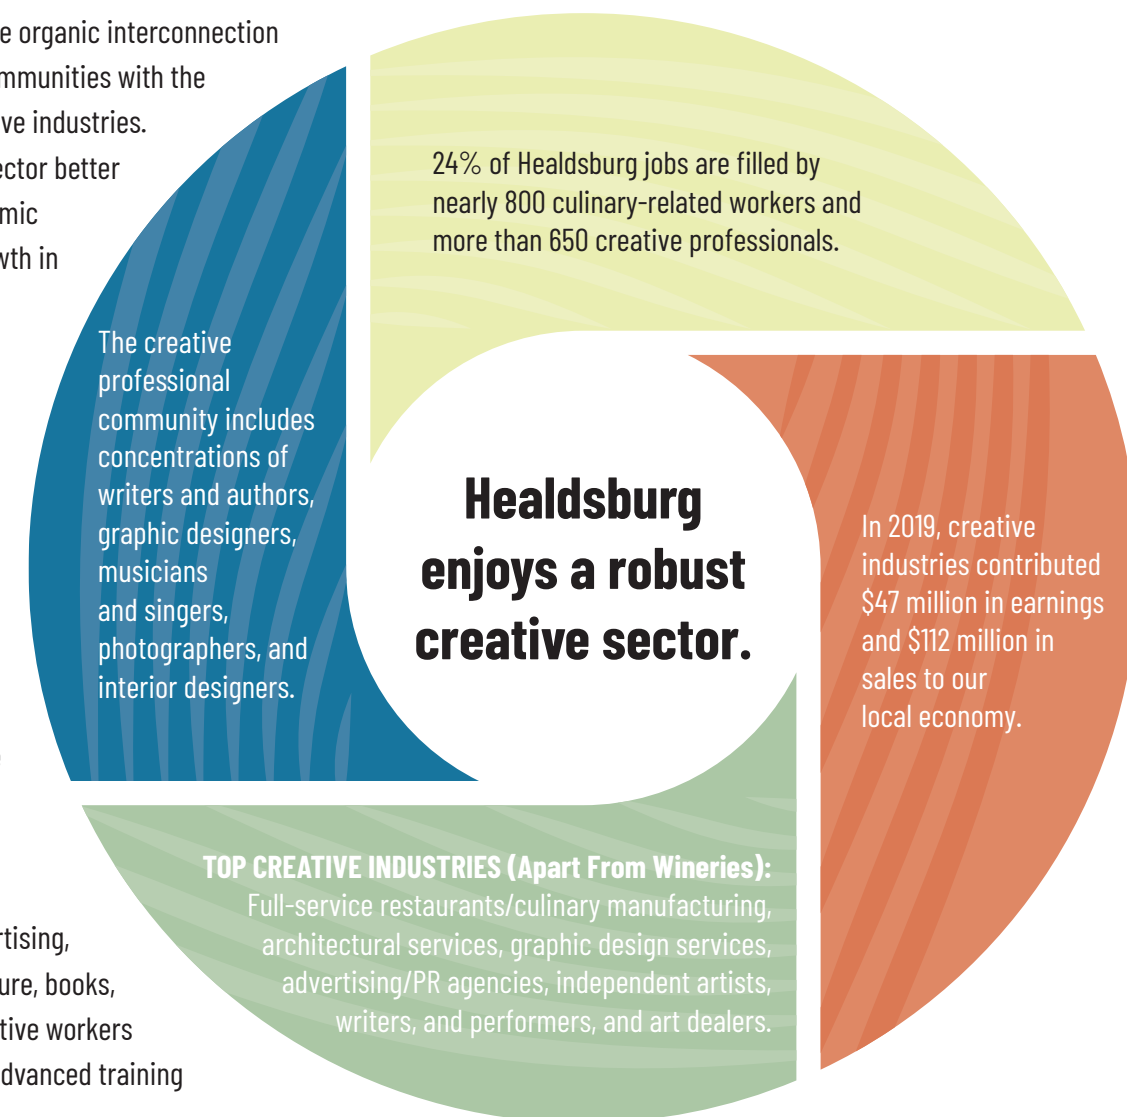 e organic interconnection
mmunities with the
ve industries.
ector better
mic
wth in
24% of Healdsburg jobs are filled by
nearly 800 culinary-related workers and
more than 650 creative professionals.
The creative
professional
community includes
concentrations of
writers and authors,
graphic designers,
musicians
and singers,
photographers, and
interior designers.
Healdsburg
enjoys a robust
creative sector.
In 2019, creative
industries contributed
$47 million in earnings
and $112 million in
sales to our
local economy.
TOP CREATIVE INDUSTRIES (Apart From Wineries):
Full-service restaurants/culinary manufacturing,
architectural services, graphic design services,
advertising/PR agencies, independent artists,
writers, and performers, and art dealers.
rtising,
ure, books,
tive workers
dvanced training